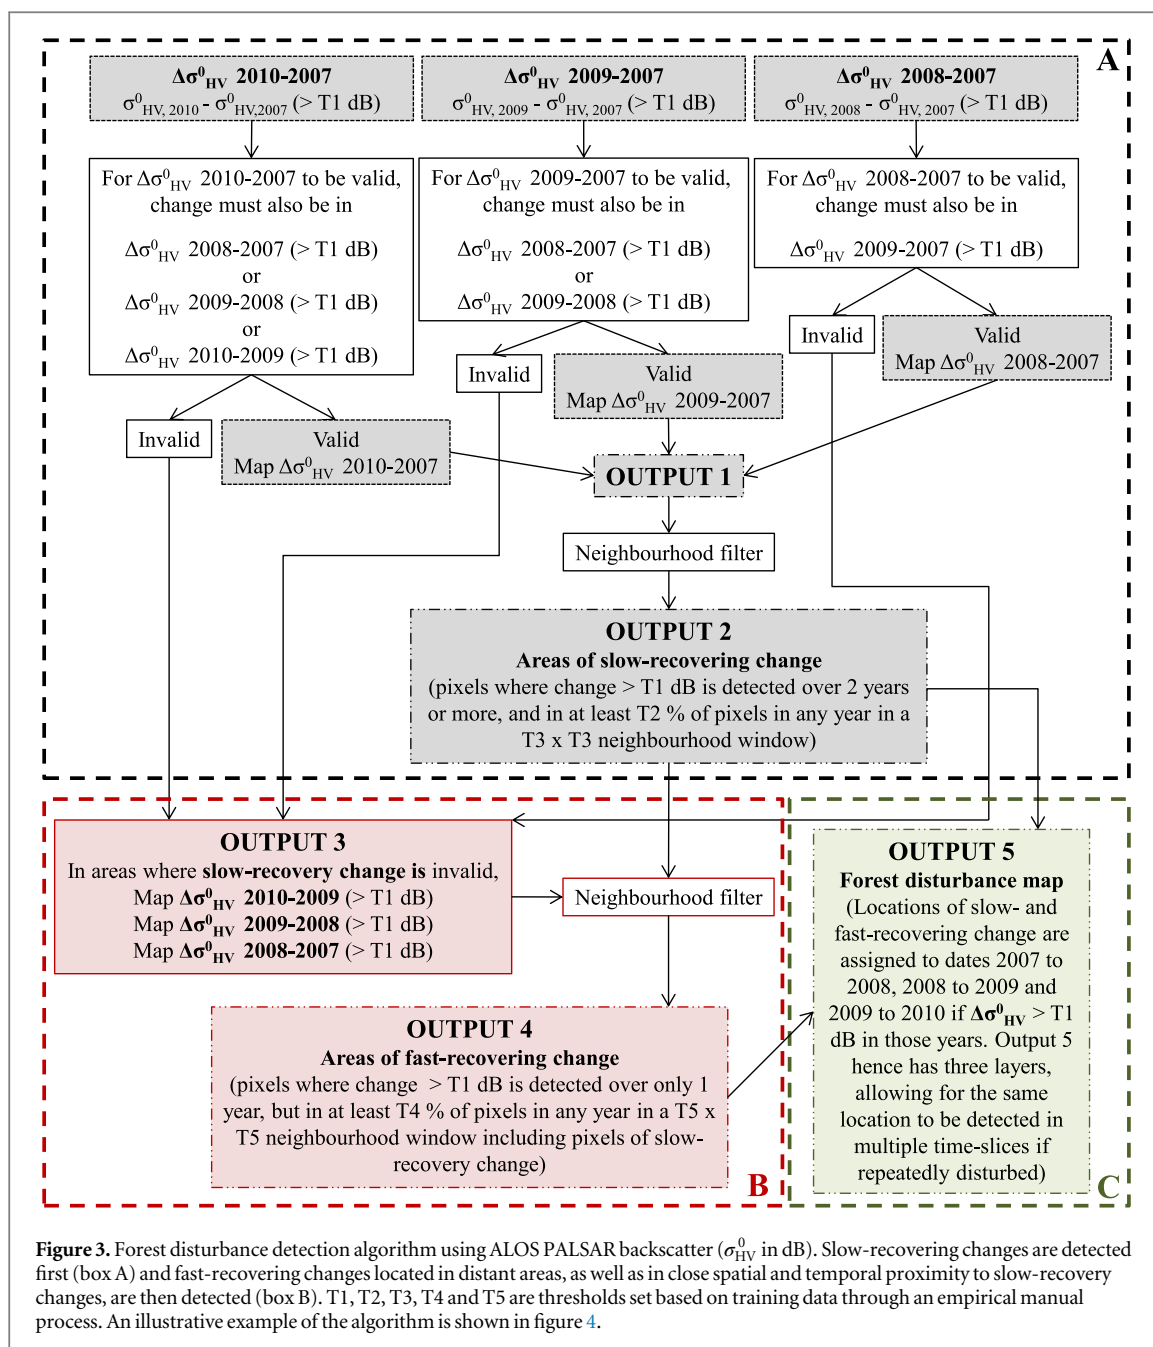 A
Δσ⁰HV 2010-2007
σ⁰HV, 2010 - σ⁰HV,2007 (> T1 dB)
Δσ⁰HV 2009-2007
σ⁰HV, 2009 - σ⁰HV, 2007 (> T1 dB)
Δσ⁰HV 2008-2007
σ⁰HV, 2008 - σ⁰HV, 2007 (> T1 dB)
For Δσ⁰HV 2010-2007 to be valid,
change must also be in
Δσ⁰HV 2008-2007 (> T1 dB)
or
Δσ⁰HV 2009-2008 (> T1 dB)
or
Δσ⁰HV 2010-2009 (> T1 dB)
For Δσ⁰HV 2009-2007 to be valid,
change must also be in
Δσ⁰HV 2008-2007 (> T1 dB)
or
Δσ⁰HV 2009-2008 (> T1 dB)
For Δσ⁰HV 2008-2007 to be valid,
change must also be in
Δσ⁰HV 2009-2007 (> T1 dB)
Invalid
Valid
Map Δσ⁰HV 2010-2007
Invalid
Valid
Map Δσ⁰HV 2009-2007
Invalid
Valid
Map Δσ⁰HV 2008-2007
OUTPUT 1
Neighbourhood filter
OUTPUT 2
Areas of slow-recovering change
(pixels where change > T1 dB is detected over 2 years
or more, and in at least T2 % of pixels in any year in a
T3 x T3 neighbourhood window)
OUTPUT 3
In areas where slow-recovery change is invalid,
Map Δσ⁰HV 2010-2009 (> T1 dB)
Map Δσ⁰HV 2009-2008 (> T1 dB)
Map Δσ⁰HV 2008-2007 (> T1 dB)
Neighbourhood filter
OUTPUT 4
Areas of fast-recovering change
(pixels where change > T1 dB is detected over only 1
year, but in at least T4 % of pixels in any year in a T5 x
T5 neighbourhood window including pixels of slow-
recovery change)
B
OUTPUT 5
Forest disturbance map
(Locations of slow- and
fast-recovering change are
assigned to dates 2007 to
2008, 2008 to 2009 and
2009 to 2010 if Δσ⁰HV > T1
dB in those years. Output 5
hence has three layers,
allowing for the same
location to be detected in
multiple time-slices if
repeatedly disturbed)
C
Figure 3. Forest disturbance detection algorithm using ALOS PALSAR backscatter (σ⁰HV in dB). Slow-recovering changes are detected
first (box A) and fast-recovering changes located in distant areas, as well as in close spatial and temporal proximity to slow-recovery
changes, are then detected (box B). T1, T2, T3, T4 and T5 are thresholds set based on training data through an empirical manual
process. An illustrative example of the algorithm is shown in figure 4.